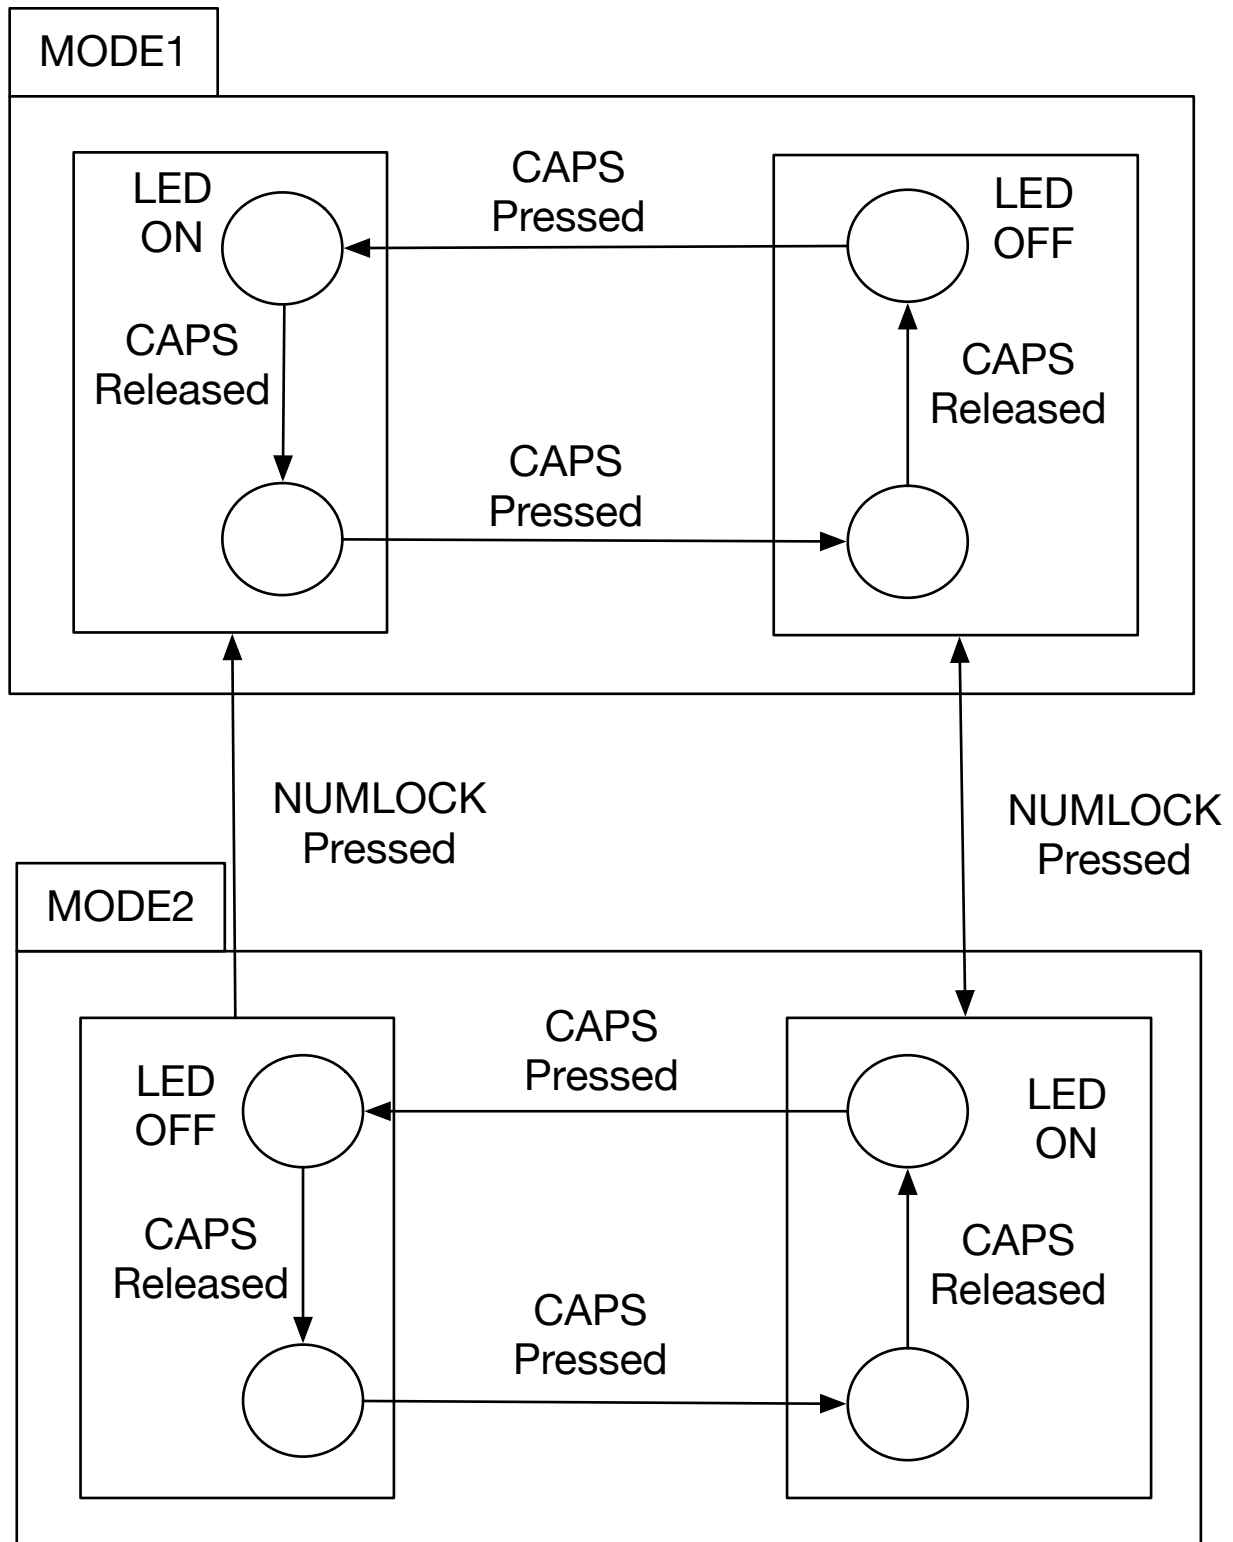 MODE1
LED
ON
CAPS
Pressed
LED
OFF
CAPS
Released
CAPS
Released
CAPS
Pressed
NUMLOCK
Pressed
NUMLOCK
Pressed
MODE2
LED
OFF
CAPS
Pressed
LED
ON
CAPS
Released
CAPS
Released
CAPS
Pressed